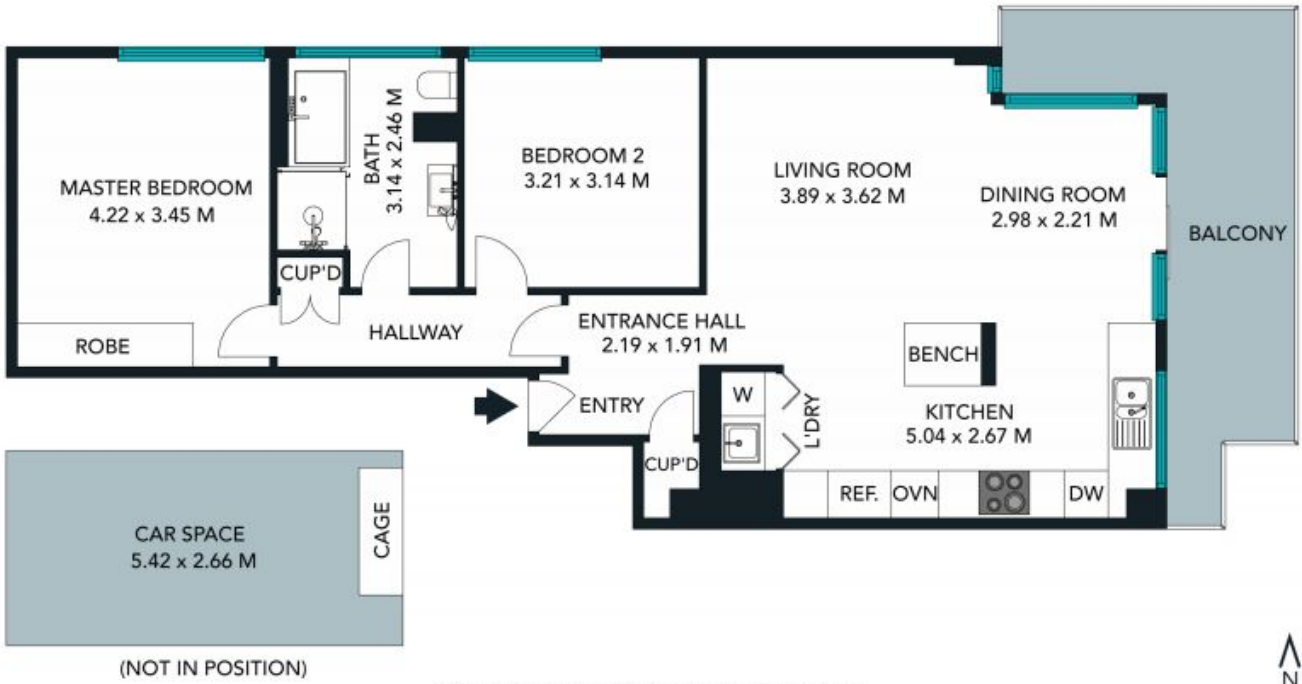 MASTER BEDROOM
4.22 x 3.45 M
BATH
3.14 x 2.46 M
BEDROOM 2
3.21 x 3.14 M
LIVING ROOM
3.89 x 3.62 M
DINING ROOM
2.98 x 2.21 M
BALCONY
CUP'D
ROBE
HALLWAY
ENTRANCE HALL
2.19 x 1.91 M
BENCH
ENTRY
W
L'DRY
KITCHEN
5.04 x 2.67 M
CUP'D
REF.
OVN
DW
CAR SPACE
5.42 x 2.66 M
CAGE
(NOT IN POSITION)
N